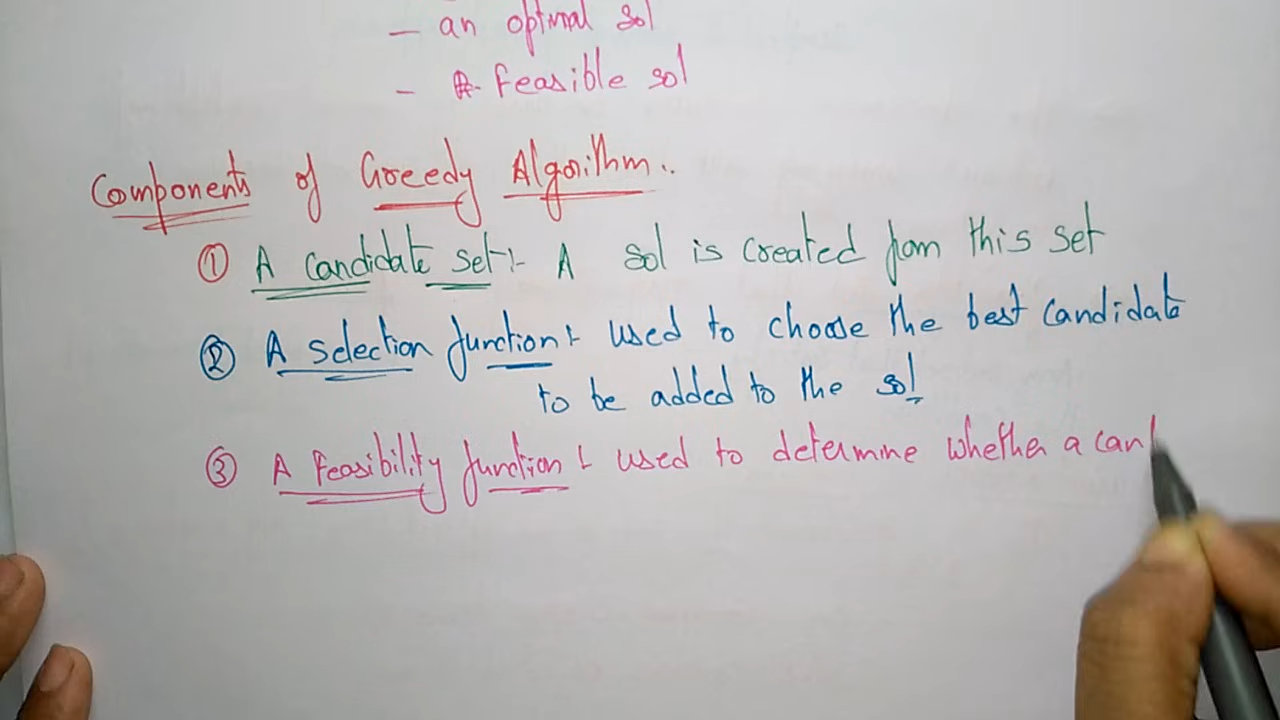 - an optimal sol
- feasible sol
Components of Greedy Algorithm:
① A candidate set :- A sol is created from this set
② A selection function :- used to choose the best candidate
to be added to the sol
③ A feasibility function :- used to determine whether a can